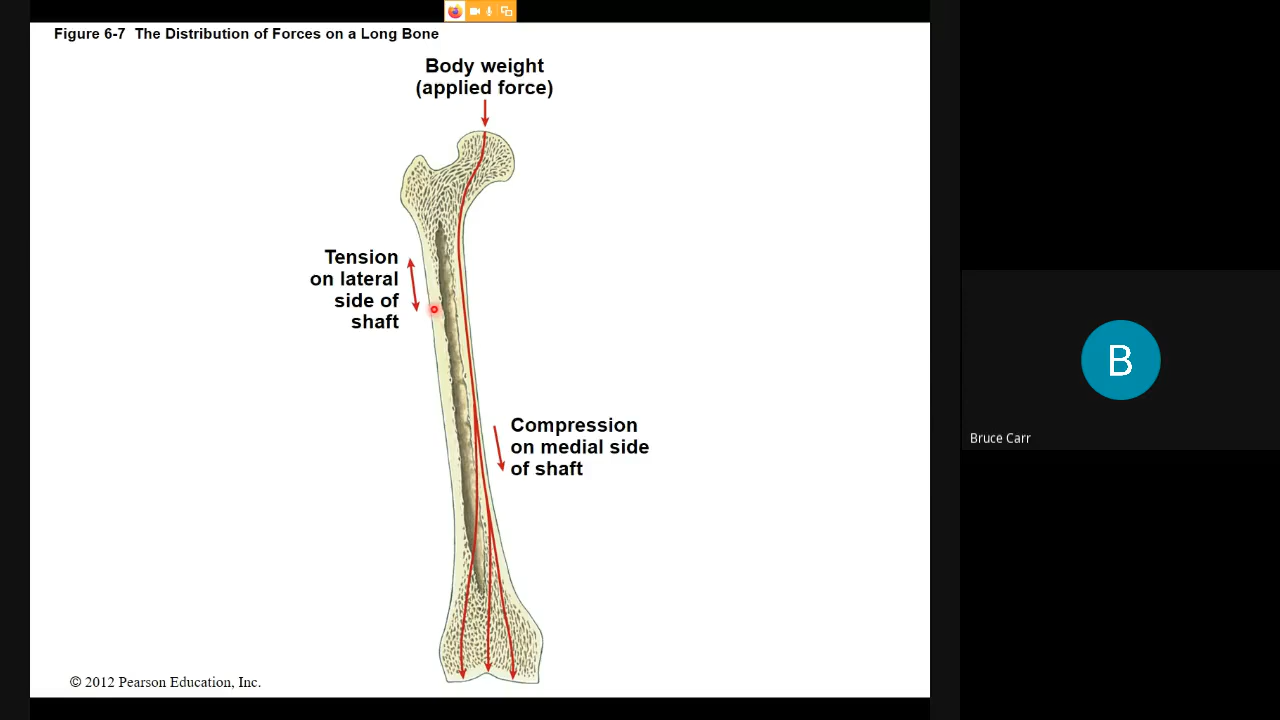 Figure 6-7 The Distribution of Forces on a Long Bone
Body weight
(applied force)
Tension
on lateral
side of
shaft
Compression
on medial side
of shaft
B
Bruce Carr
© 2012 Pearson Education, Inc.